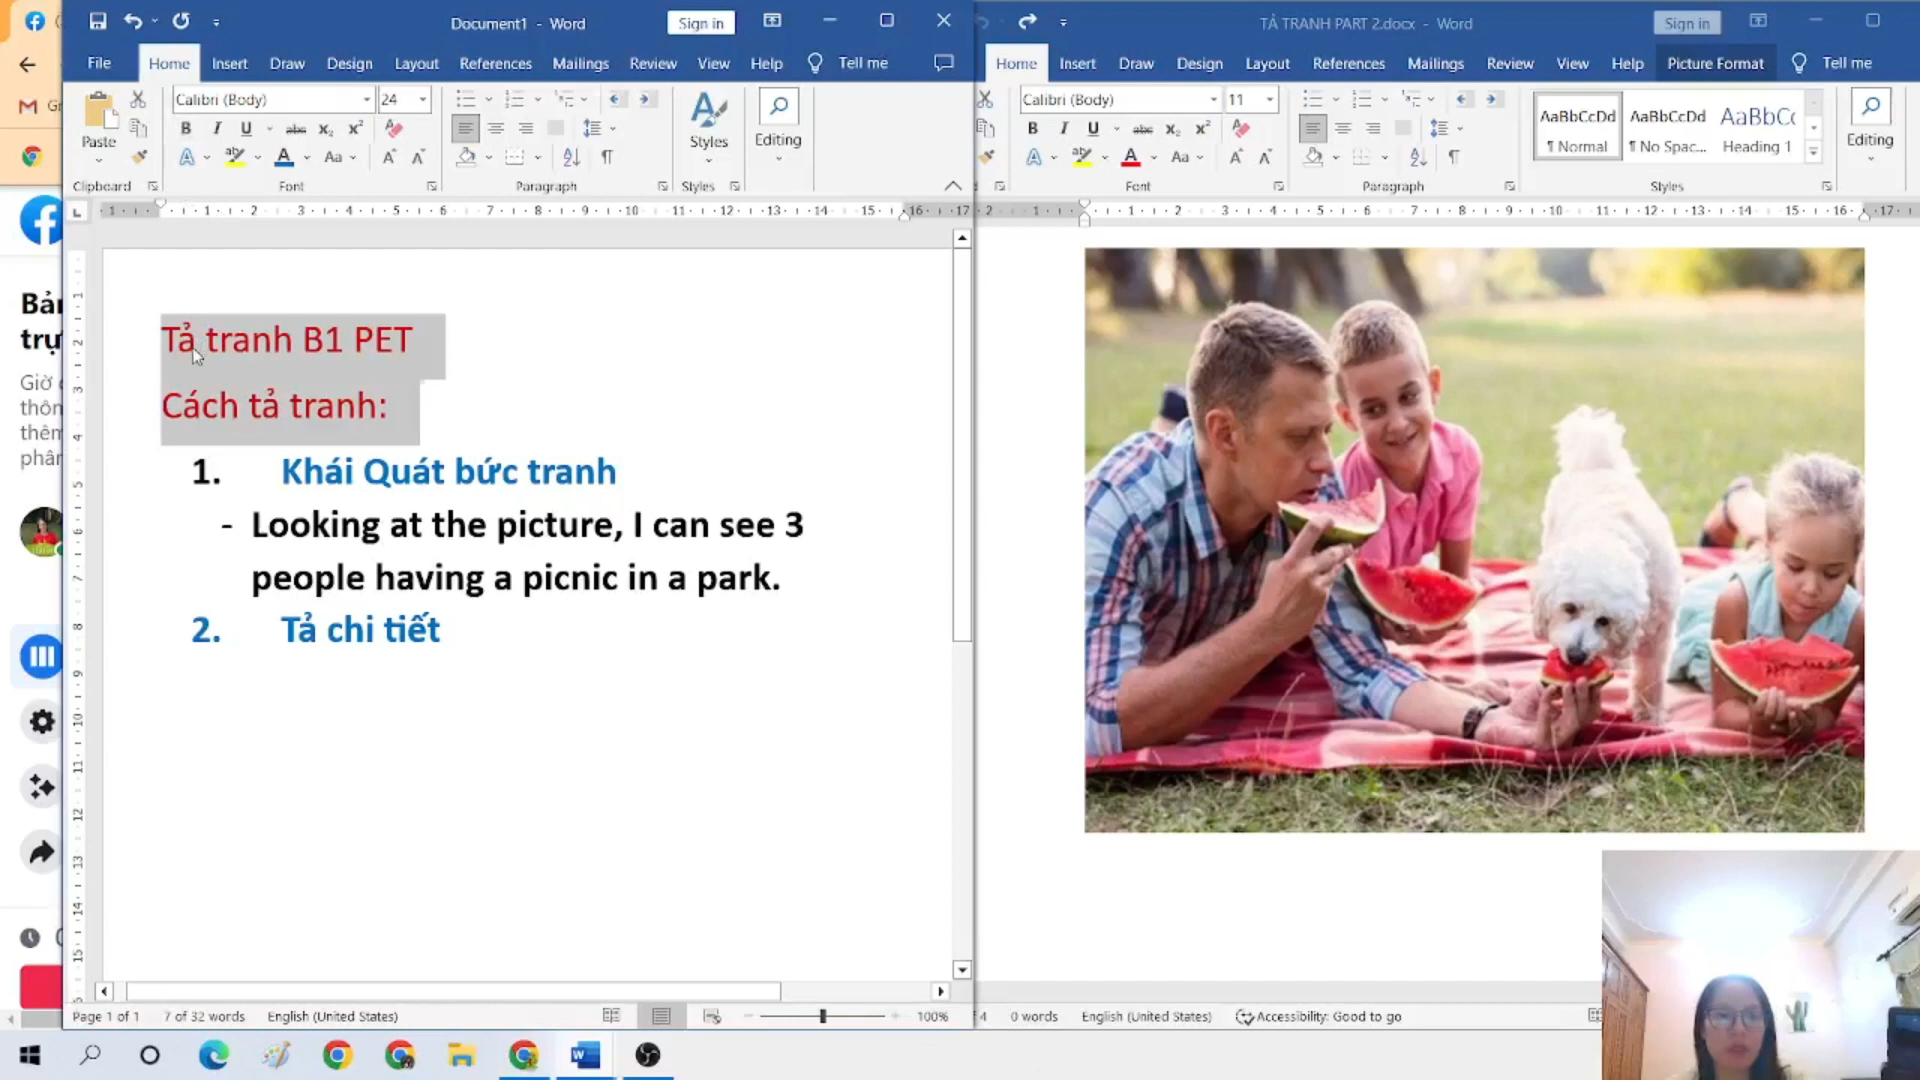 Document1 - Word
Sign in
File Home Insert Draw Design Layout References Mailings Review View Help Tell me
Paste
Calibri (Body) 24
Styles
Editing
Clipboard Font Paragraph Styles
TẢ TRANH PART 2.docx - Word
Sign in
Home Insert Draw Design Layout References Mailings Review View Help Picture Format Tell me
Calibri (Body) 11
AaBbCcDd AaBbCcDd AaBbCc
¶ Normal ¶ No Spac... Heading 1
Editing
Font Paragraph Styles
Tả tranh B1 PET
Cách tả tranh:
1. Khái Quát bức tranh
- Looking at the picture, I can see 3
people having a picnic in a park.
2. Tả chi tiết
Page 1 of 1 7 of 32 words English (United States) 100%
0 words English (United States) Accessibility: Good to go